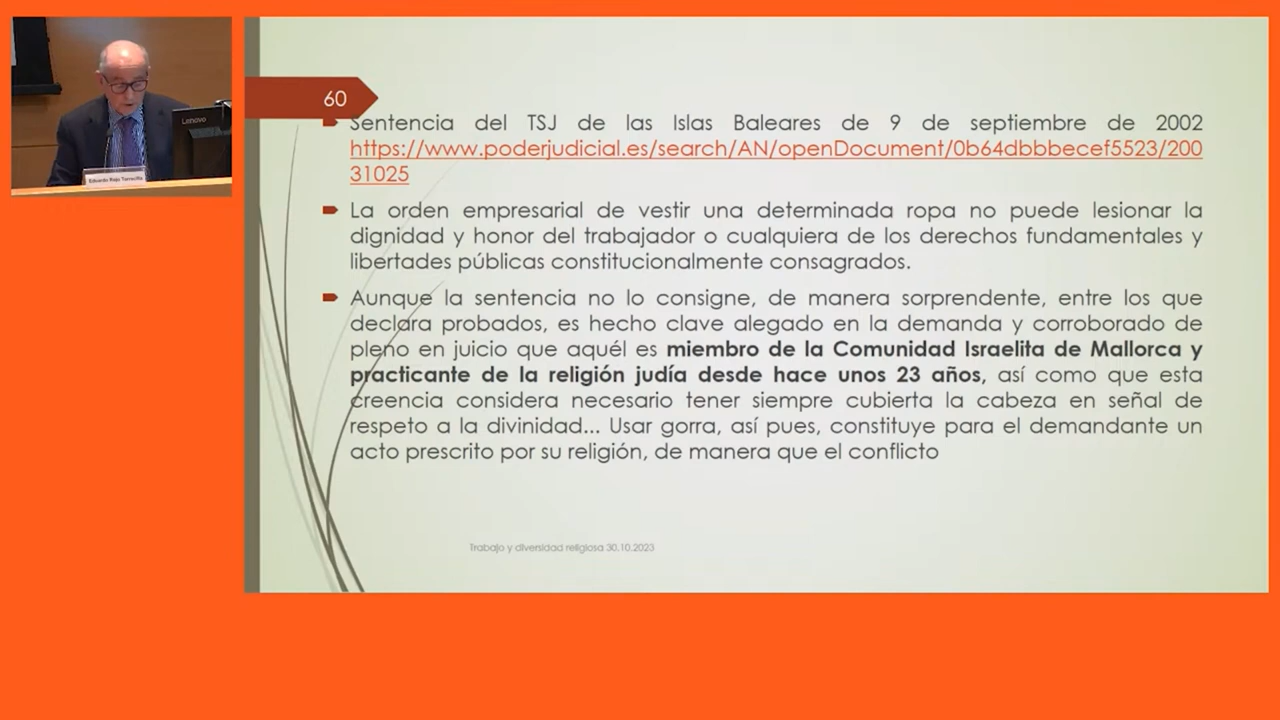 Lenovo
Eduardo Rojo Torrecilla
60
Sentencia del TSJ de las Islas Baleares de 9 de septiembre de 2002
https://www.poderjudicial.es/search/AN/openDocument/0b64dbbbecef5523/200
31025
La orden empresarial de vestir una determinada ropa no puede lesionar la
dignidad y honor del trabajador o cualquiera de los derechos fundamentales y
libertades públicas constitucionalmente consagrados.
Aunque la sentencia no lo consigne, de manera sorprendente, entre los que
declara probados, es hecho clave alegado en la demanda y corroborado de
pleno en juicio que aquél es miembro de la Comunidad Israelita de Mallorca y
practicante de la religión judía desde hace unos 23 años, así como que esta
creencia considera necesario tener siempre cubierta la cabeza en señal de
respeto a la divinidad... Usar gorra, así pues, constituye para el demandante un
acto prescrito por su religión, de manera que el conflicto
Trabajo y diversidad religiosa 30.10.2023